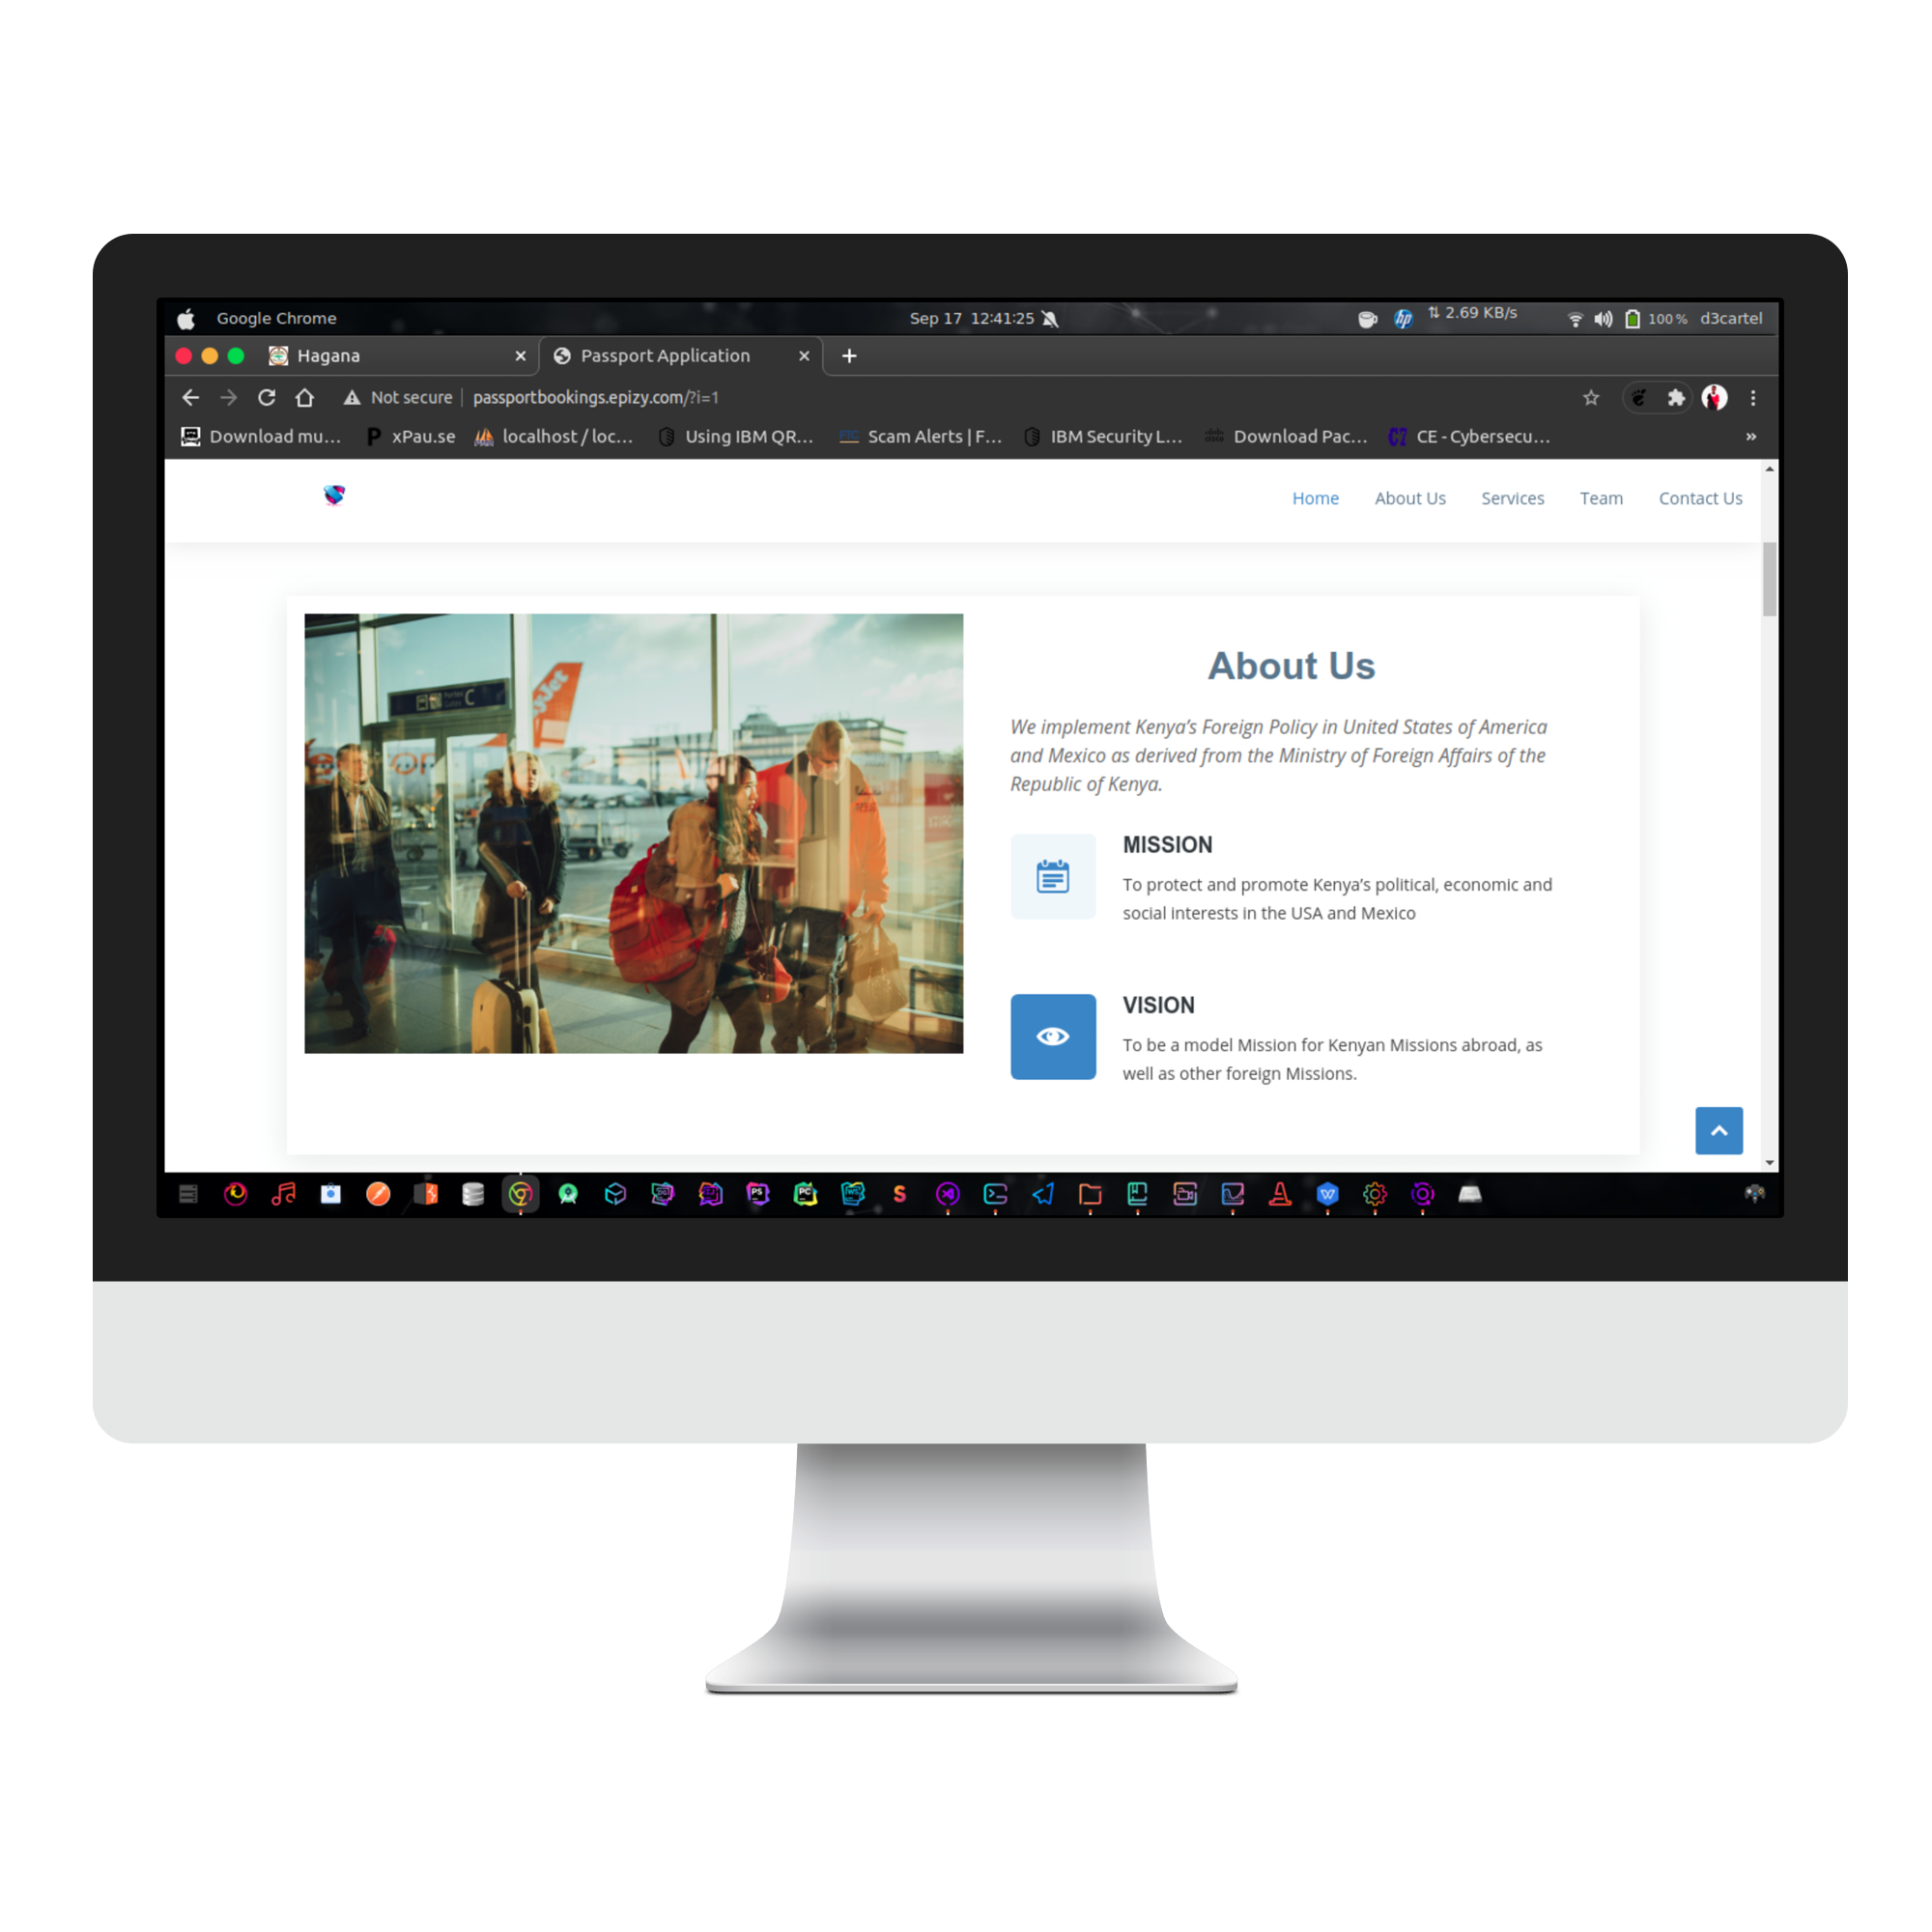 Google Chrome
Sep 17 12:41:25
2.69 KB/s
100 %
d3cartel
Hagana
Passport Application
Not secure
passportbookings.epizy.com/?i=1
Download mu...
xPau.se
localhost / loc...
Using IBM QR...
FTC
Scam Alerts | F...
IBM Security L...
Download Pac...
CE - Cybersecu...
Home
About Us
Services
Team
Contact Us
C
About Us
We implement Kenya's Foreign Policy in United States of America
and Mexico as derived from the Ministry of Foreign Affairs of the
Republic of Kenya.
MISSION
To protect and promote Kenya's political, economic and
social interests in the USA and Mexico
VISION
To be a model Mission for Kenyan Missions abroad, as
well as other foreign Missions.
PS
PC
WS